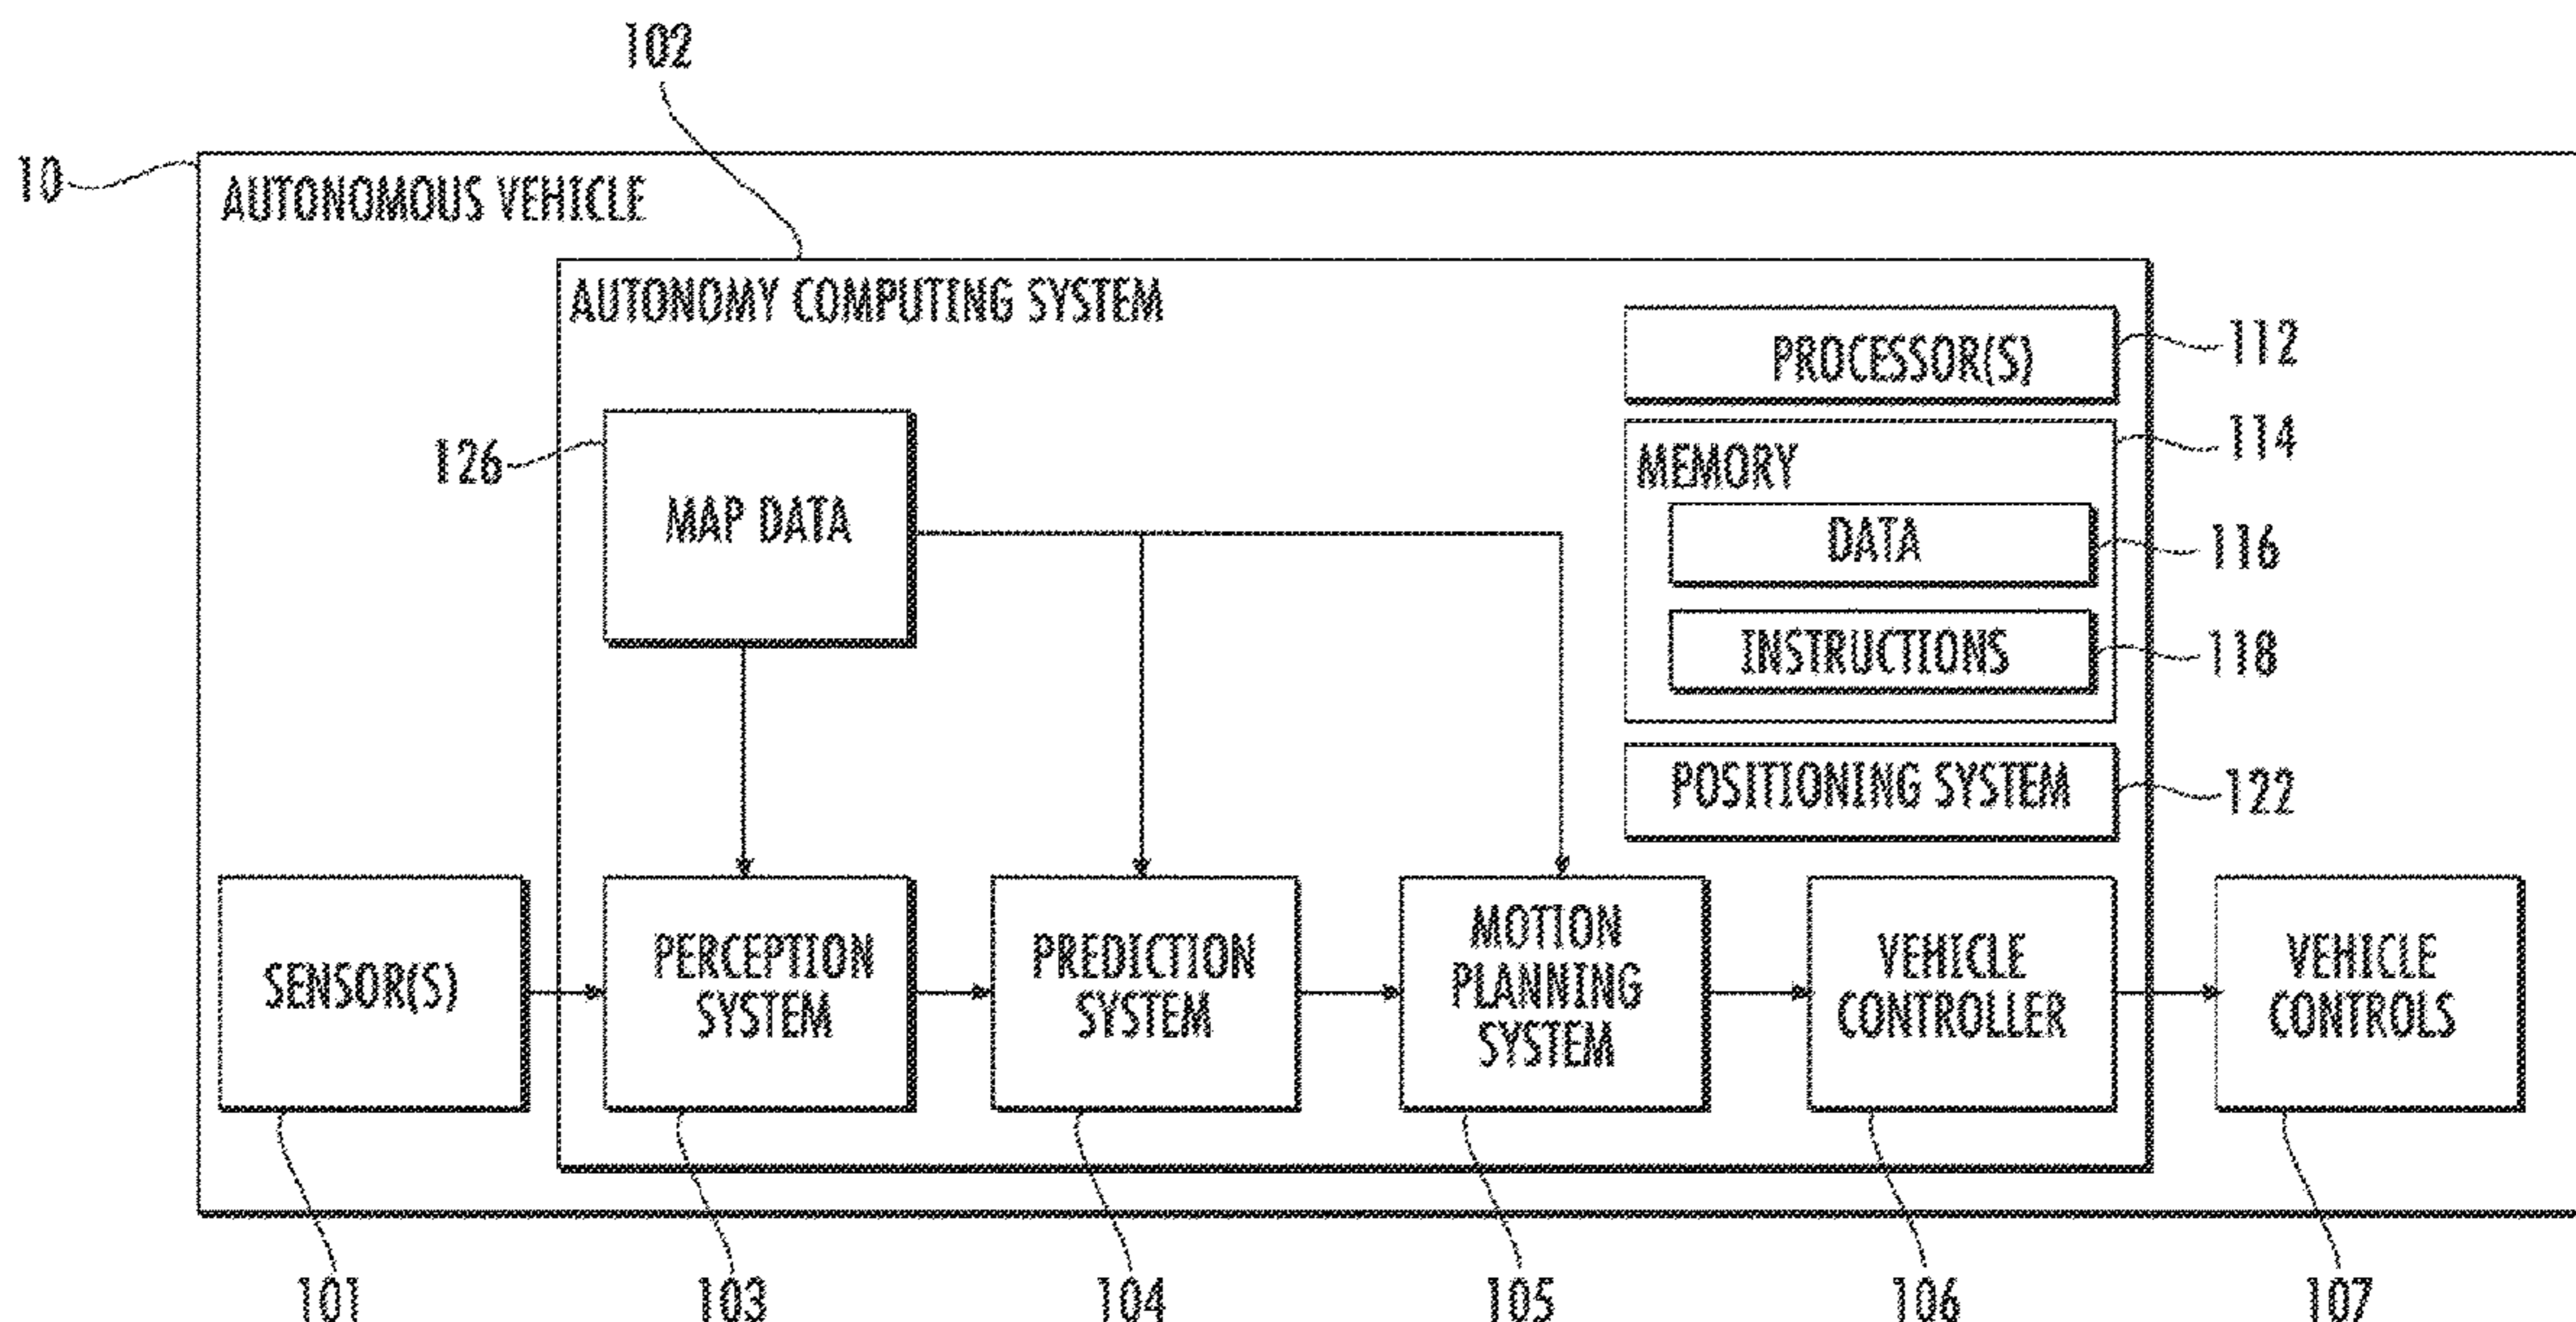 102
10
AUTONOMOUS VEHICLE
AUTONOMY COMPUTING SYSTEM
PROCESSOR(S)
112
114
MEMORY
126
MAP DATA
DATA
116
INSTRUCTIONS
118
POSITIONING SYSTEM
122
SENSOR(S)
PERCEPTION
SYSTEM
PREDICTION
SYSTEM
MOTION
PLANNING
SYSTEM
VEHICLE
CONTROLLER
VEHICLE
CONTROLS
101
103
104
105
106
107